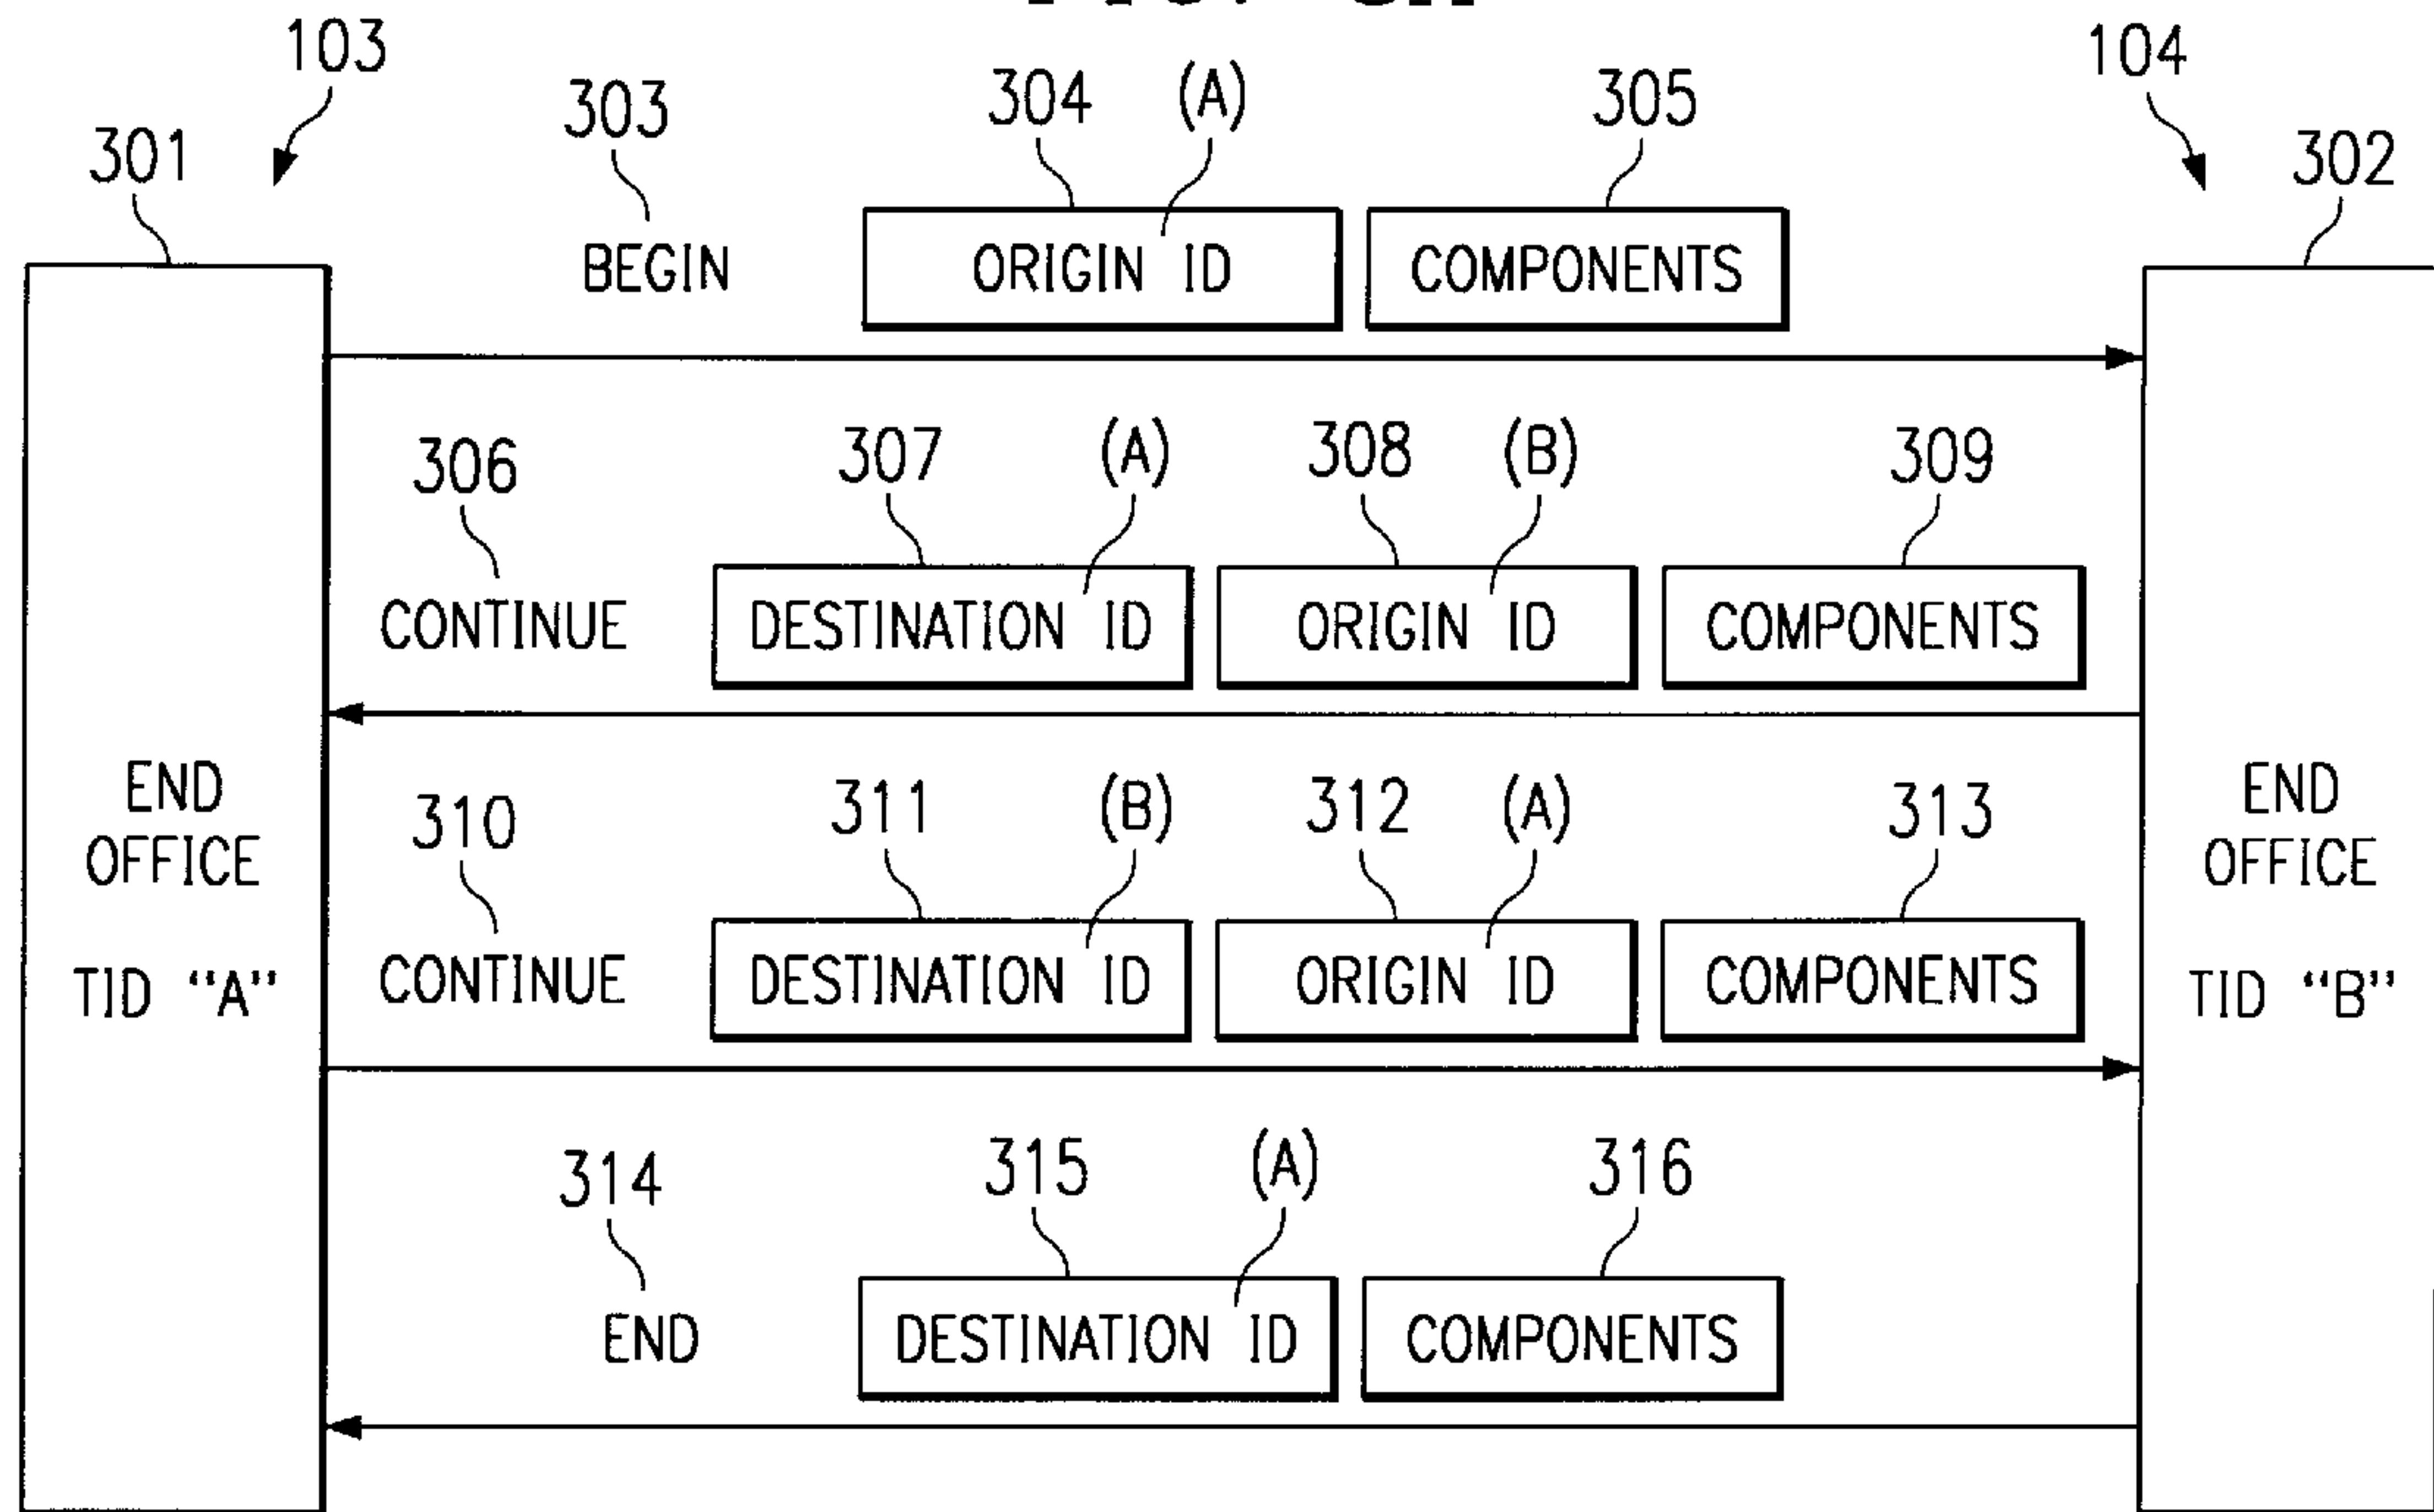 103
104
301
303
304
(A)
305
302
BEGIN
ORIGIN ID
COMPONENTS
306
307
(A)
308
(B)
309
CONTINUE
DESTINATION ID
ORIGIN ID
COMPONENTS
END
OFFICE
TID "A"
310
311
(B)
312
(A)
313
CONTINUE
DESTINATION ID
ORIGIN ID
COMPONENTS
END
OFFICE
TID "B"
314
315
(A)
316
END
DESTINATION ID
COMPONENTS